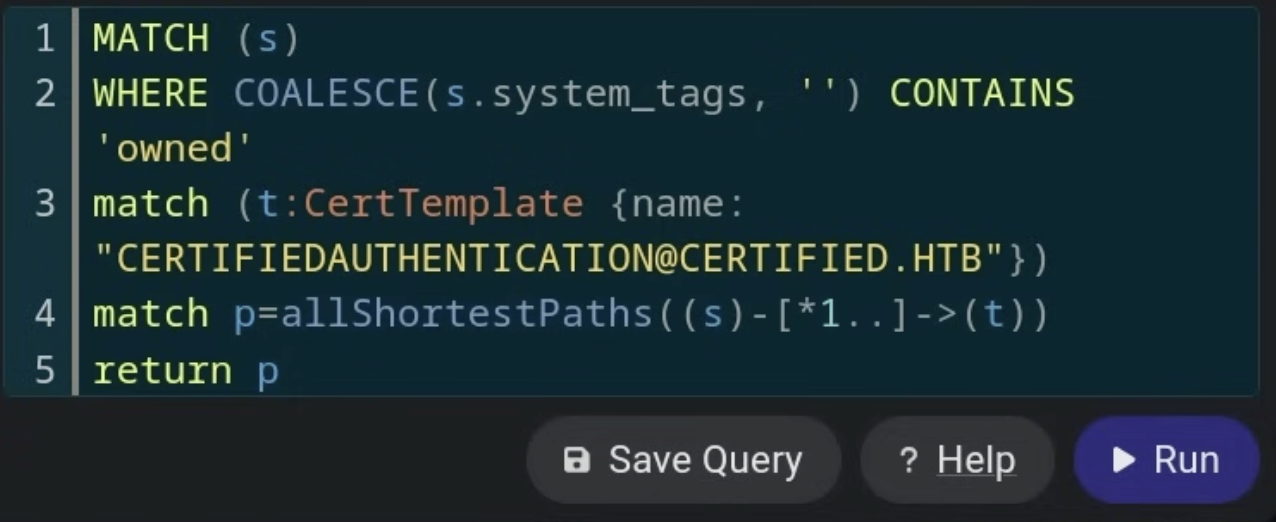 1 MATCH (s)
2 WHERE COALESCE(s.system_tags, '') CONTAINS
'owned'
3 match (t:CertTemplate {name:
"CERTIFIEDAUTHENTICATION@CERTIFIED.HTB"})
4 match p=allShortestPaths((s)-[*1..]->(t))
5 return p
Save Query ? Help Run